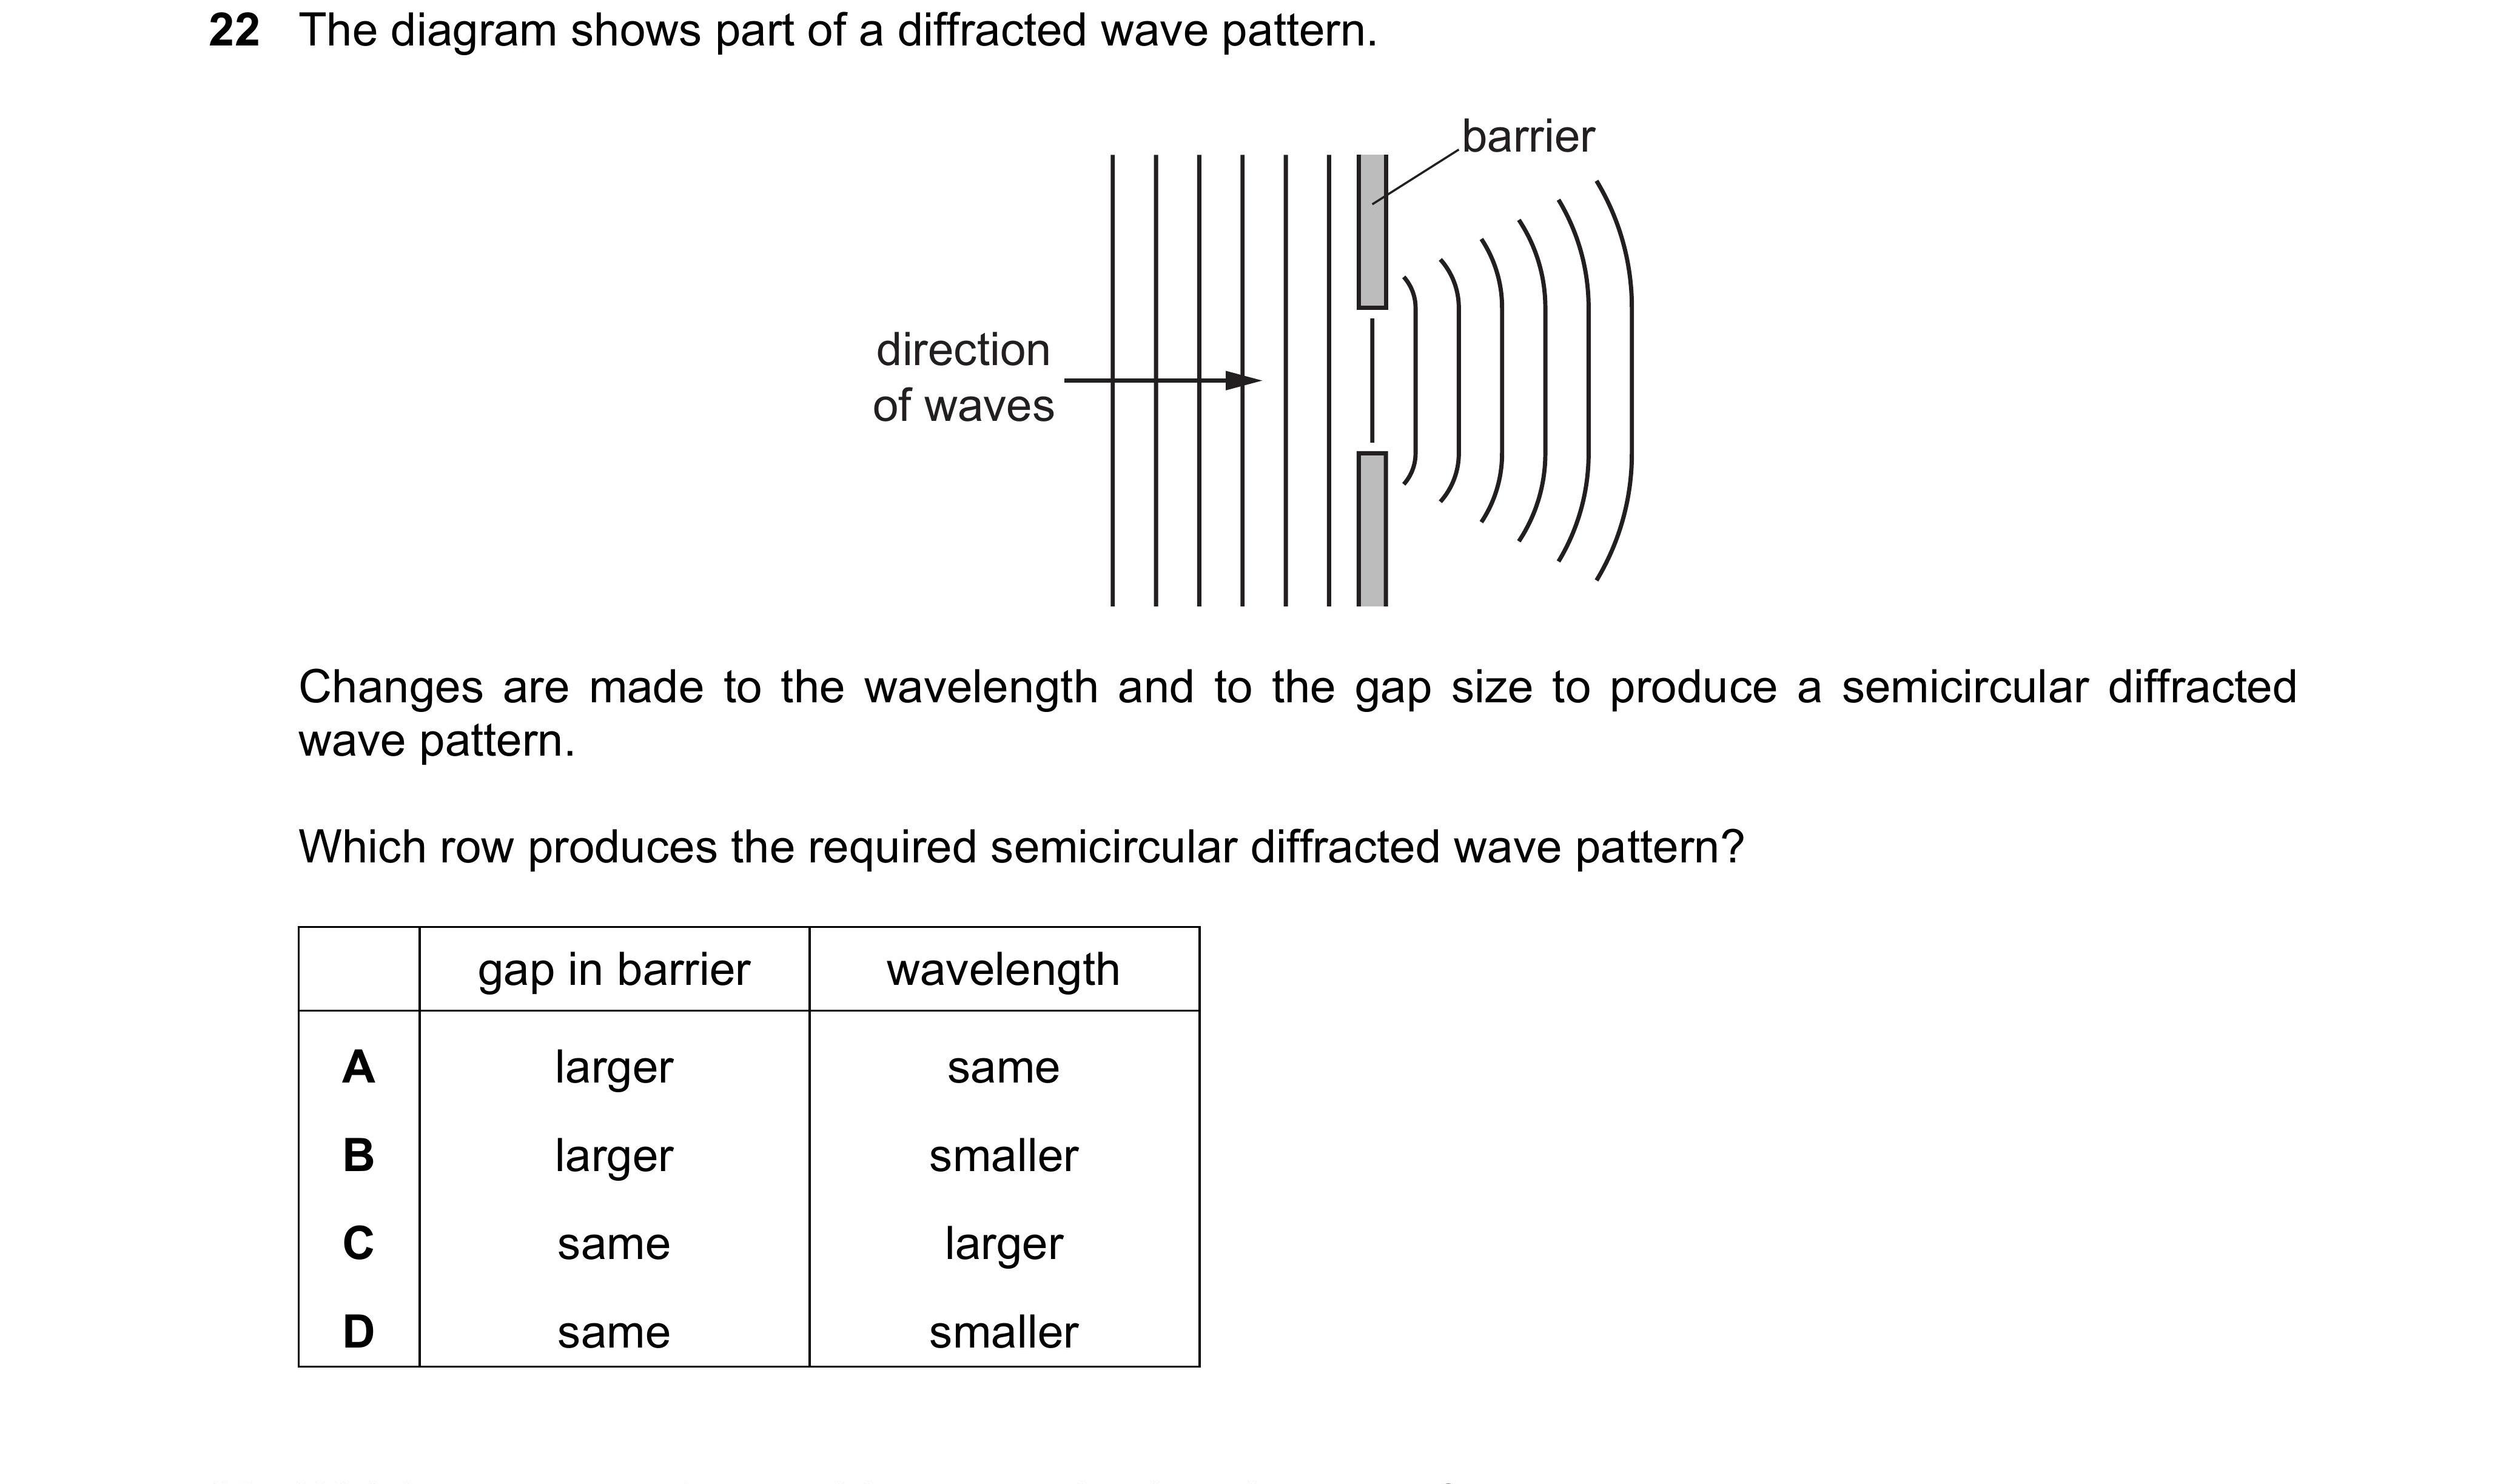 22 The diagram shows part of a diffracted wave pattern.
barrier
direction
of waves
Changes are made to the wavelength and to the gap size to produce a semicircular diffracted
wave pattern.
Which row produces the required semicircular diffracted wave pattern?
gap in barrier wavelength
A larger same
B larger smaller
C same larger
D same smaller